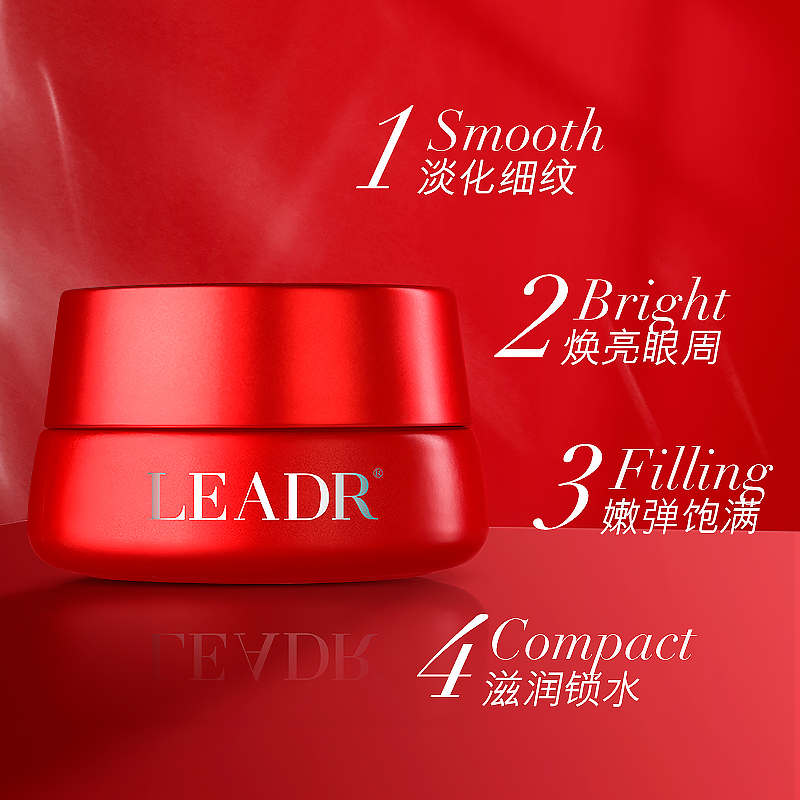 1 Smooth
淡化细纹
2 Bright
焕亮眼周
LEADR®
3 Filling
嫩弹饱满
4 Compact
滋润锁水